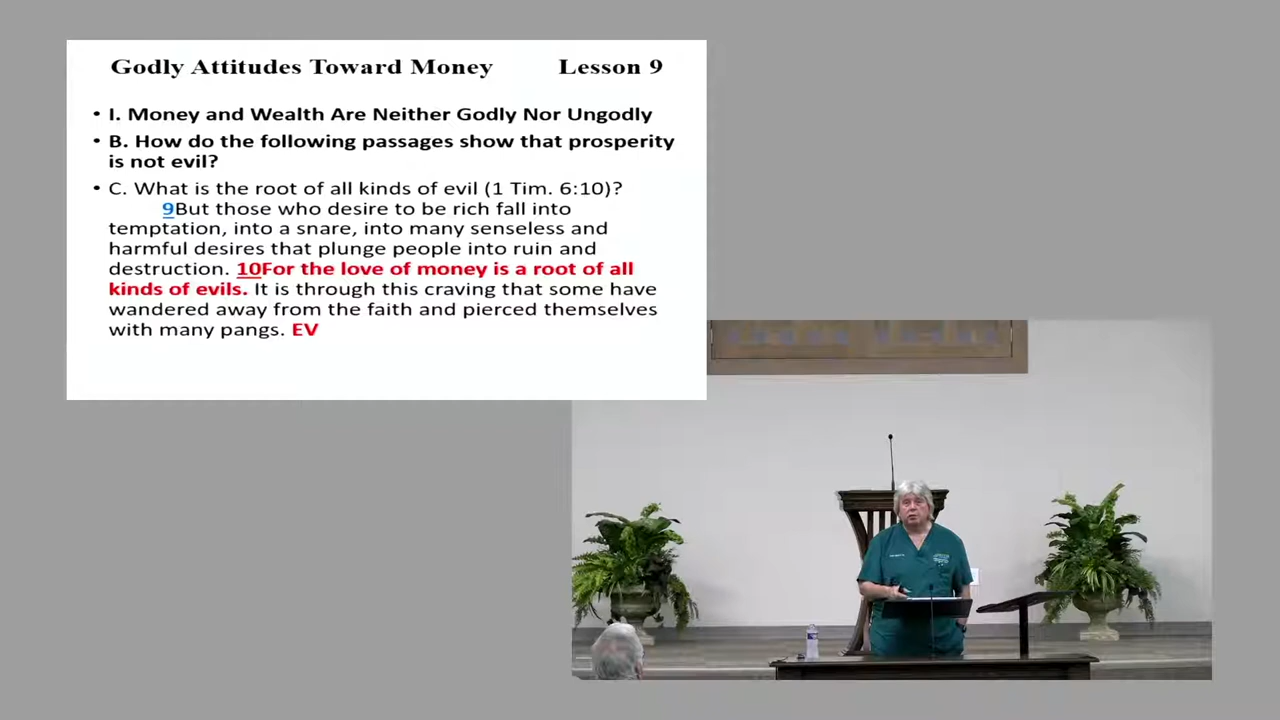 Godly Attitudes Toward Money Lesson 9
• I. Money and Wealth Are Neither Godly Nor Ungodly
• B. How do the following passages show that prosperity
is not evil?
• C. What is the root of all kinds of evil (1 Tim. 6:10)?
9But those who desire to be rich fall into
temptation, into a snare, into many senseless and
harmful desires that plunge people into ruin and
destruction. 10For the love of money is a root of all
kinds of evils. It is through this craving that some have
wandered away from the faith and pierced themselves
with many pangs. EV